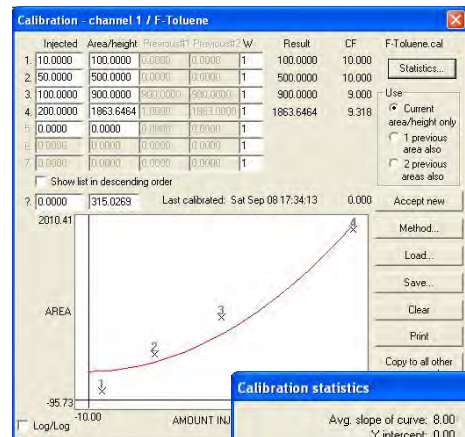 Calibration - channel 1 / F-Toluene
Injected Area/height Previous#1 Previous#2 W Result CF F-Toluene.cal
1. 10.0000 100.0000 0.0000 0.0000 1 100.0000 10.000
Statistics...
2. 50.0000 500.0000 0.0000 0.0000 1 500.0000 10.000
3. 100.0000 900.0000 900.0000 0.0000 1 900.0000 9.000
Use
4. 200.0000 1863.6464 1.0000 1983.0000 1 1863.6464 9.318
Current area/height only
5. 0.0000 0.0000 0.0000 0.0000 1
1 previous area also
6. 0.0000 0.0000 0.0000 0.0000 1
2 previous areas also
7. 0.0000 0.0000 0.0000 0.0000 1
Show list in descending order
?. 0.0000 315.0269 Last calibrated: Sat Sep 08 17:34:13 0.000
Accept new
2010.41
4
Method...
Load...
Save...
AREA
3
Clear
2
Print
1
Copy to all other
-95.73
-10.00
AMOUNT INJ
Log/Log
Calibration statistics
Avg. slope of curve: 8.00
Y intercept: 0.00